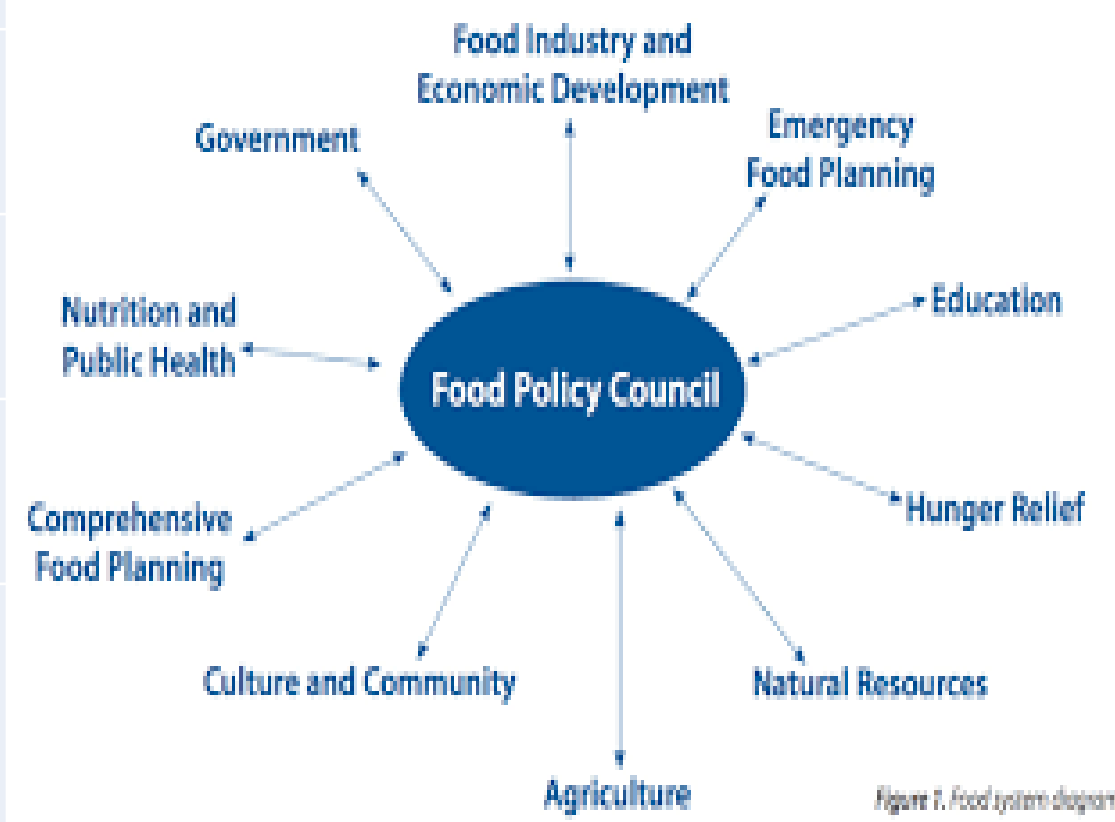 Food Industry and
Economic Development
Government
Emergency
Food Planning
Nutrition and
Public Health
Education
Food Policy Council
Comprehensive
Food Planning
Hunger Relief
Culture and Community
Natural Resources
Agriculture
Figure 1. Food system diagram